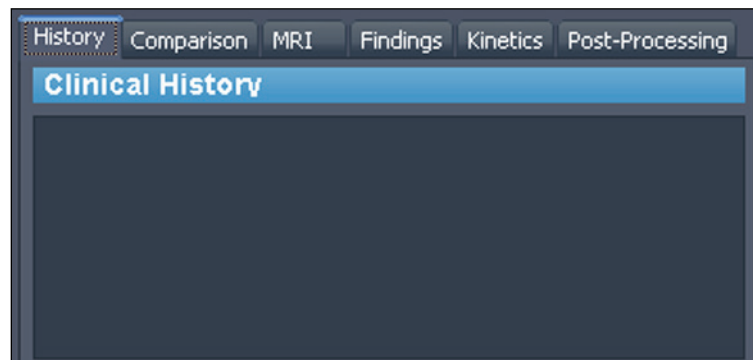 History Comparison MRI Findings Kinetics Post-Processing
Clinical History